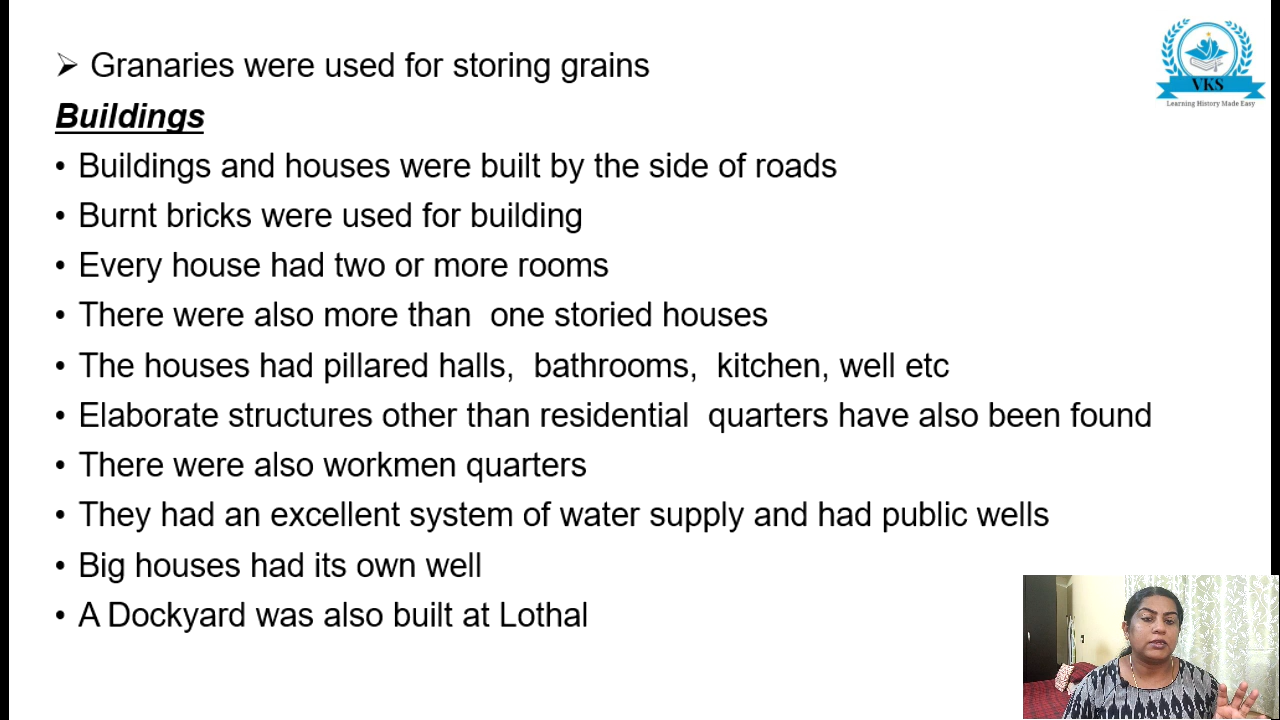 ➢ Granaries were used for storing grains
Buildings
• Buildings and houses were built by the side of roads
• Burnt bricks were used for building
• Every house had two or more rooms
• There were also more than  one storied houses
• The houses had pillared halls,  bathrooms,  kitchen, well etc
• Elaborate structures other than residential  quarters have also been found
• There were also workmen quarters
• They had an excellent system of water supply and had public wells
• Big houses had its own well
• A Dockyard was also built at Lothal
VKS
Learning History Made Easy